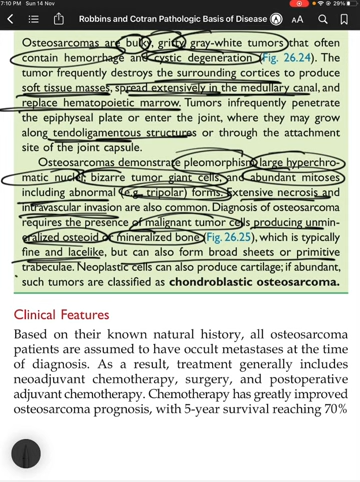 7:10 PM Sun 14 Nov
29%
Robbins and Cotran Pathologic Basis of Disease
AA
Osteosarcomas are bulky, gritty, gray-white tumors that often
contain hemorrhage and cystic degeneration (Fig. 26.24). The
tumor frequently destroys the surrounding cortices to produce
soft tissue masses, spread extensively in the medullary canal, and
replace hematopoietic marrow. Tumors infrequently penetrate
the epiphyseal plate or enter the joint, where they may grow
along tendoligamentous structures or through the attachment
site of the joint capsule.
Osteosarcomas demonstrate pleomorphism, large hyperchro-
matic nuclei, bizarre tumor giant cells, and abundant mitoses
including abnormal (e.g., tripolar) forms. Extensive necrosis and
intravascular invasion are also common. Diagnosis of osteosarcoma
requires the presence of malignant tumor cells producing unmin-
eralized osteoid or mineralized bone (Fig. 26.25), which is typically
fine and lacelike, but can also form broad sheets or primitive
trabeculae. Neoplastic cells can also produce cartilage; if abundant,
such tumors are classified as chondroblastic osteosarcoma.
Clinical Features
Based on their known natural history, all osteosarcoma
patients are assumed to have occult metastases at the time
of diagnosis. As a result, treatment generally includes
neoadjuvant chemotherapy, surgery, and postoperative
adjuvant chemotherapy. Chemotherapy has greatly improved
osteosarcoma prognosis, with 5-year survival reaching 70%